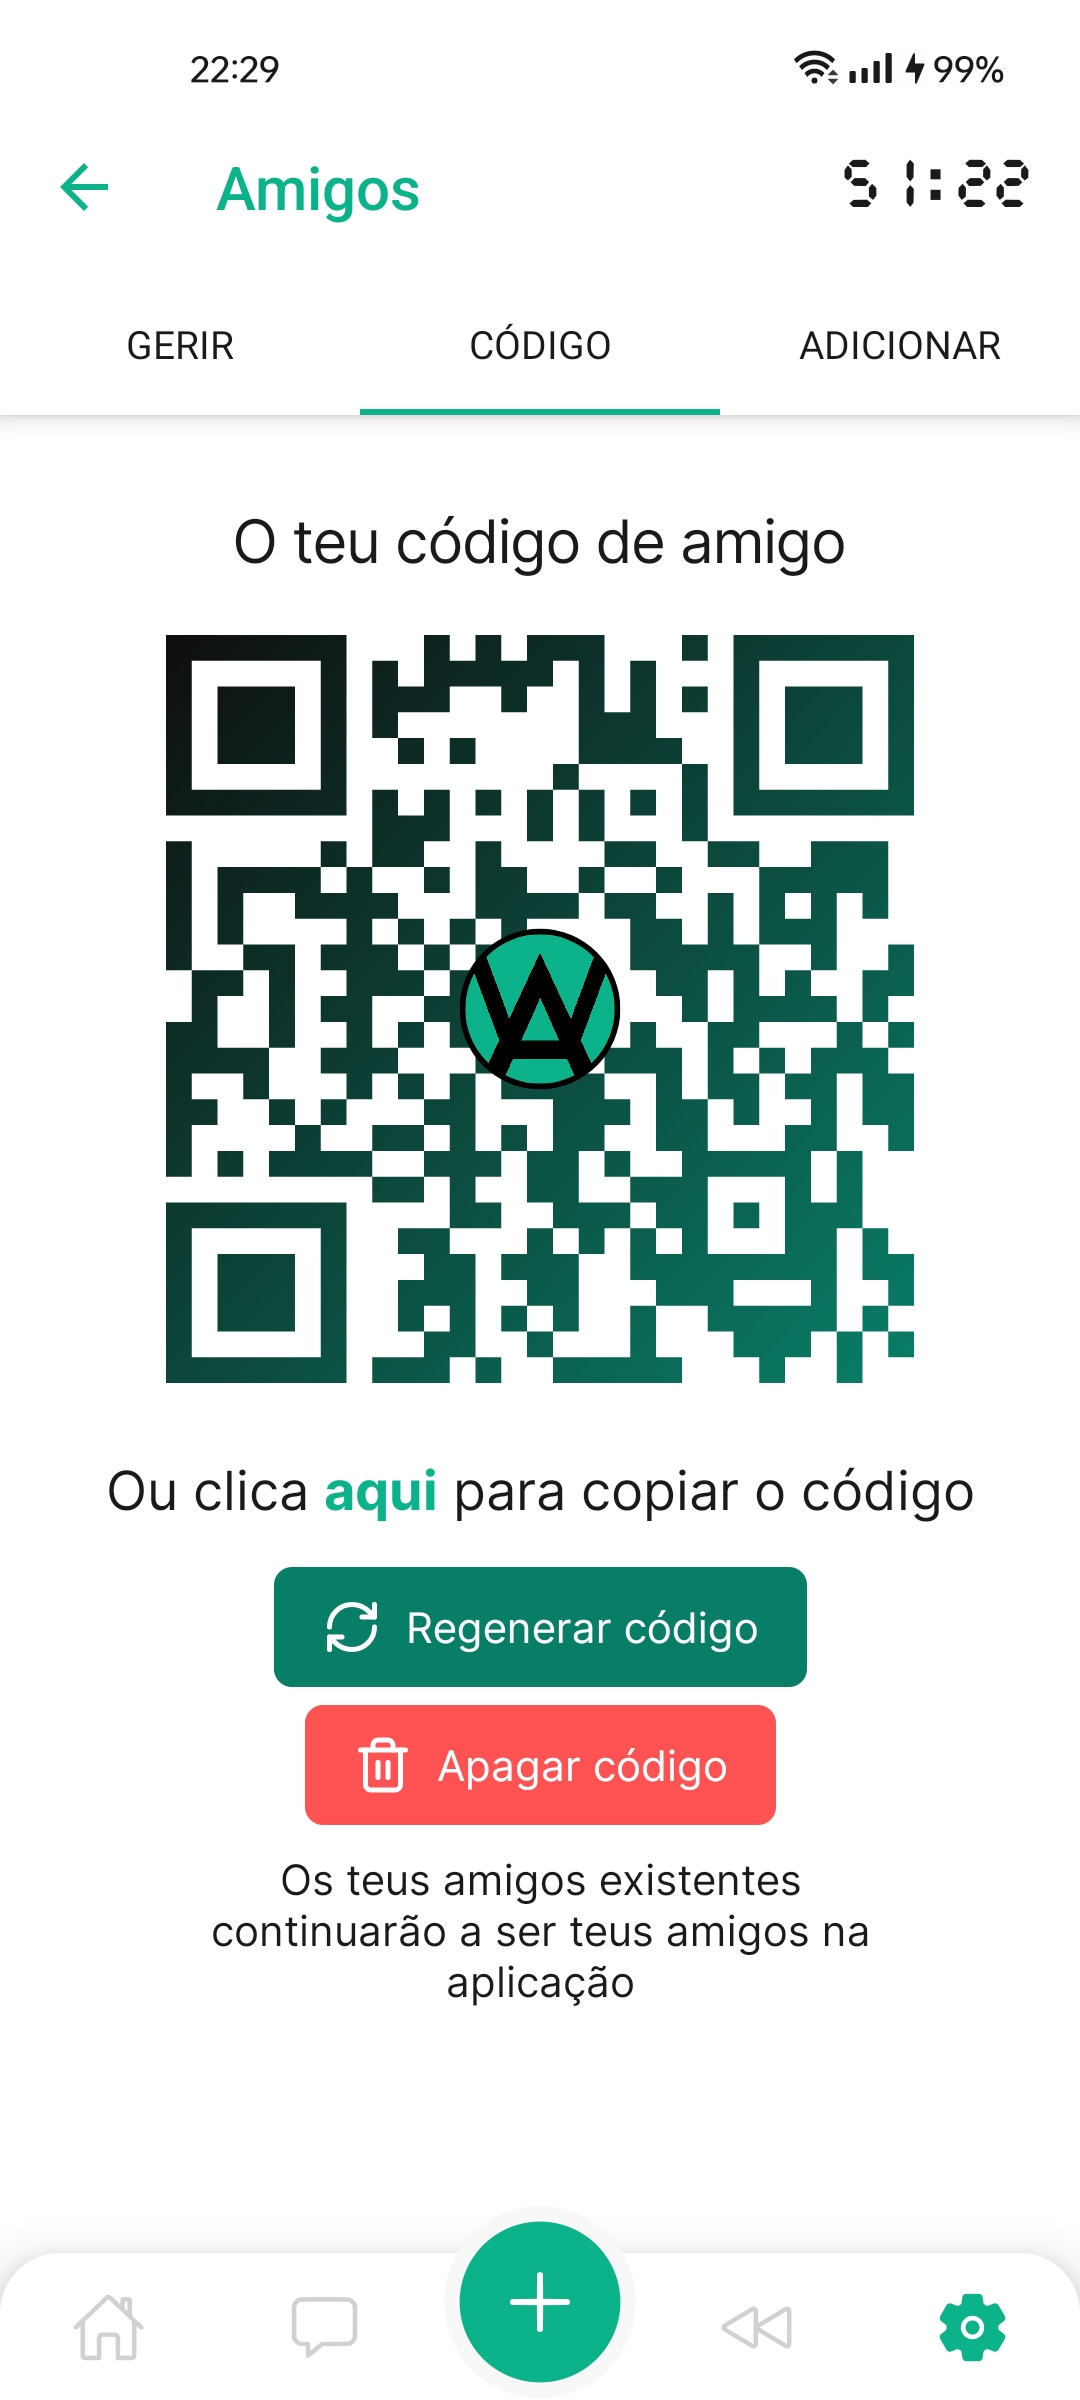 22:29
99%
Amigos
51:22
GERIR
CÓDIGO
ADICIONAR
O teu código de amigo
Ou clica aqui para copiar o código
Regenerar código
Apagar código
Os teus amigos existentes
continuarão a ser teus amigos na
aplicação